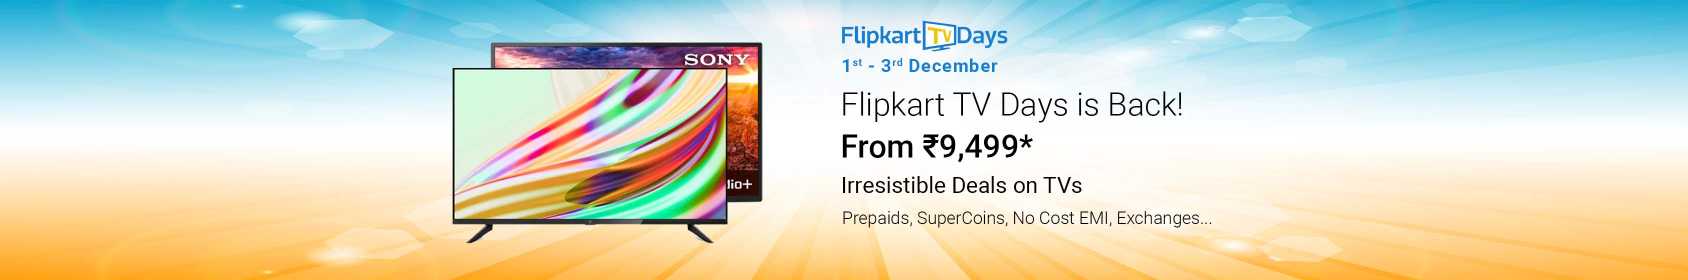 SONY
dio+
Flipkart TV Days
1st - 3rd December
Flipkart TV Days is Back!
From ₹9,499*
Irresistible Deals on TVs
Prepaids, SuperCoins, No Cost EMI, Exchanges...